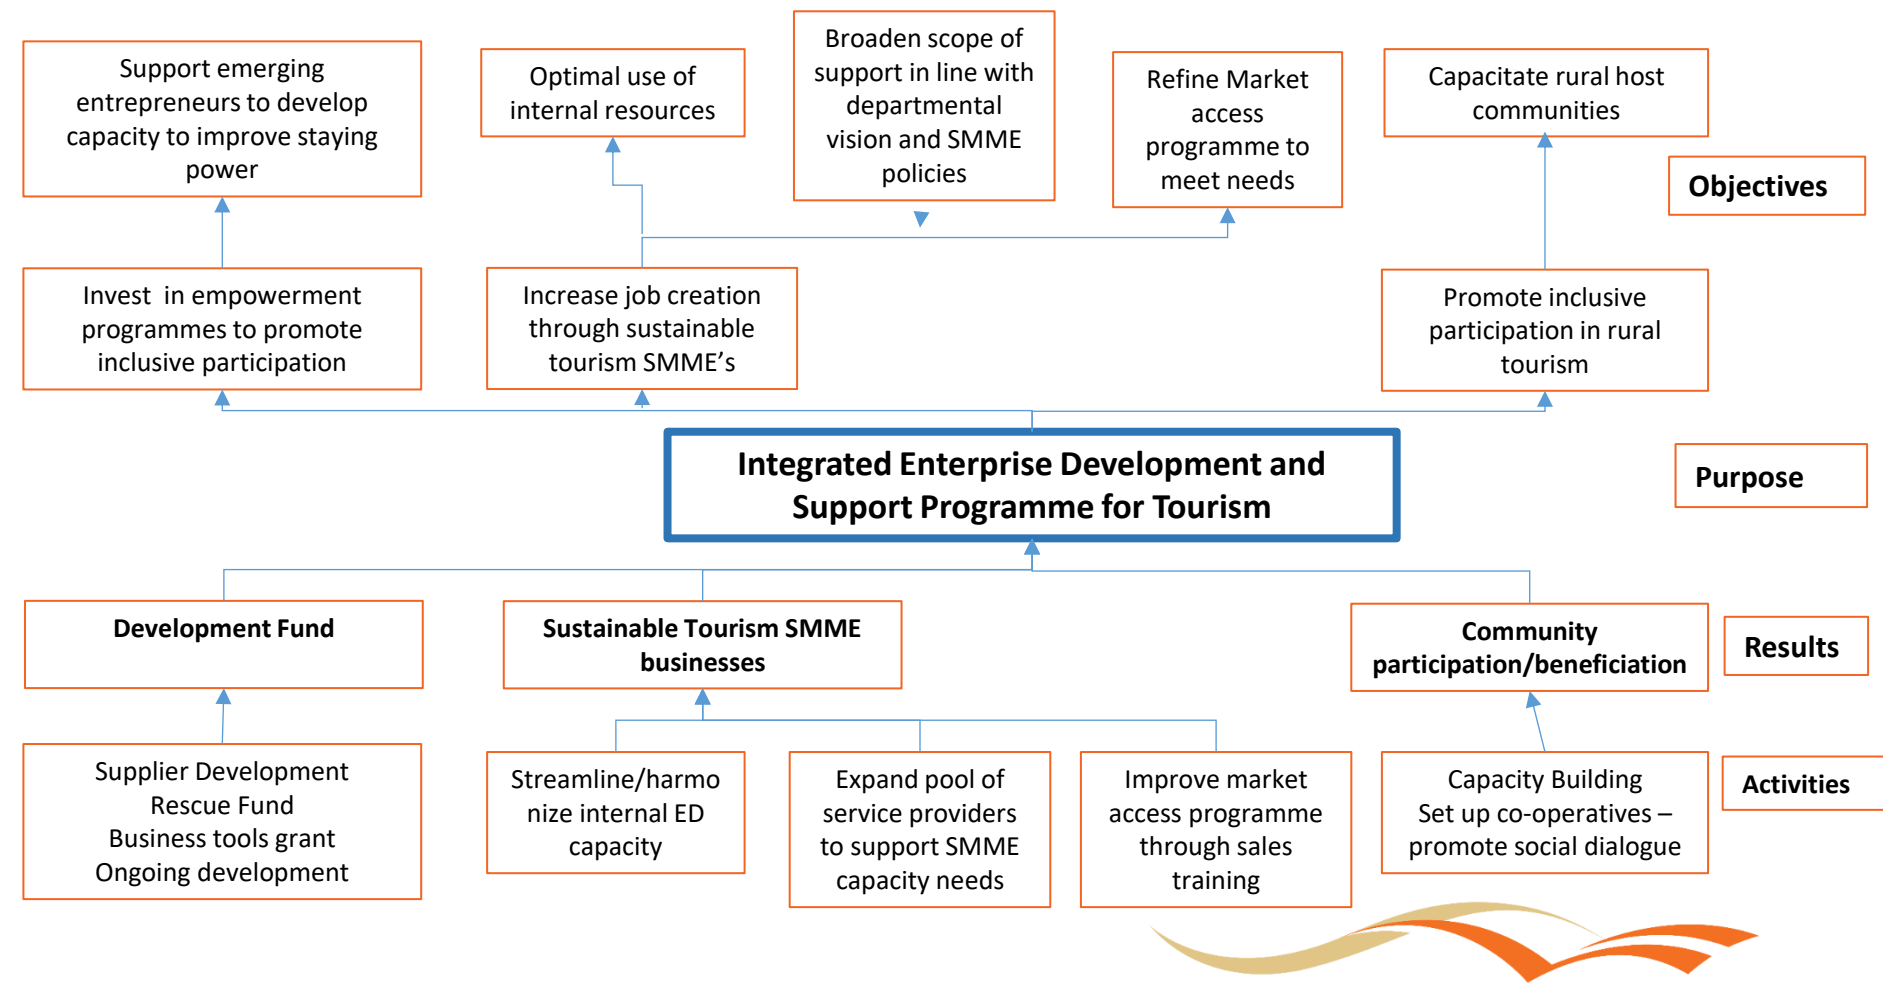 Support emerging
entrepreneurs to develop
capacity to improve staying
power
Optimal use of
internal resources
Broaden scope of
support in line with
departmental
vision and SMME
policies
Refine Market
access
programme to
meet needs
Capacitate rural host
communities
Objectives
Invest in empowerment
programmes to promote
inclusive participation
Increase job creation
through sustainable
tourism SMME’s
Promote inclusive
participation in rural
tourism
Integrated Enterprise Development and
Support Programme for Tourism
Purpose
Development Fund
Sustainable Tourism SMME
businesses
Community
participation/beneficiation
Results
Supplier Development
Rescue Fund
Business tools grant
Ongoing development
Streamline/harmo
nize internal ED
capacity
Expand pool of
service providers
to support SMME
capacity needs
Improve market
access programme
through sales
training
Capacity Building
Set up co-operatives –
promote social dialogue
Activities